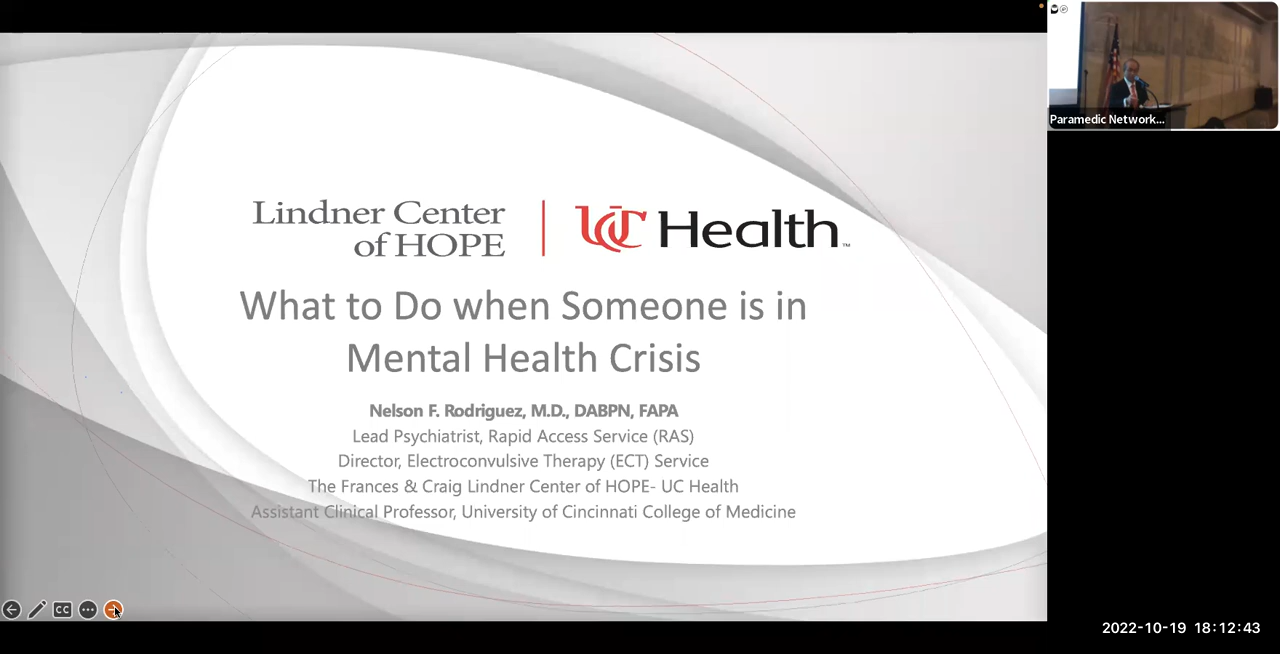 Lindner Center
of HOPE
UC Health™
What to Do when Someone is in
Mental Health Crisis
Nelson F. Rodriguez, M.D., DABPN, FAPA
Lead Psychiatrist, Rapid Access Service (RAS)
Director, Electroconvulsive Therapy (ECT) Service
The Frances & Craig Lindner Center of HOPE- UC Health
Assistant Clinical Professor, University of Cincinnati College of Medicine
CC
Paramedic Network...
2022-10-19 18:12:43